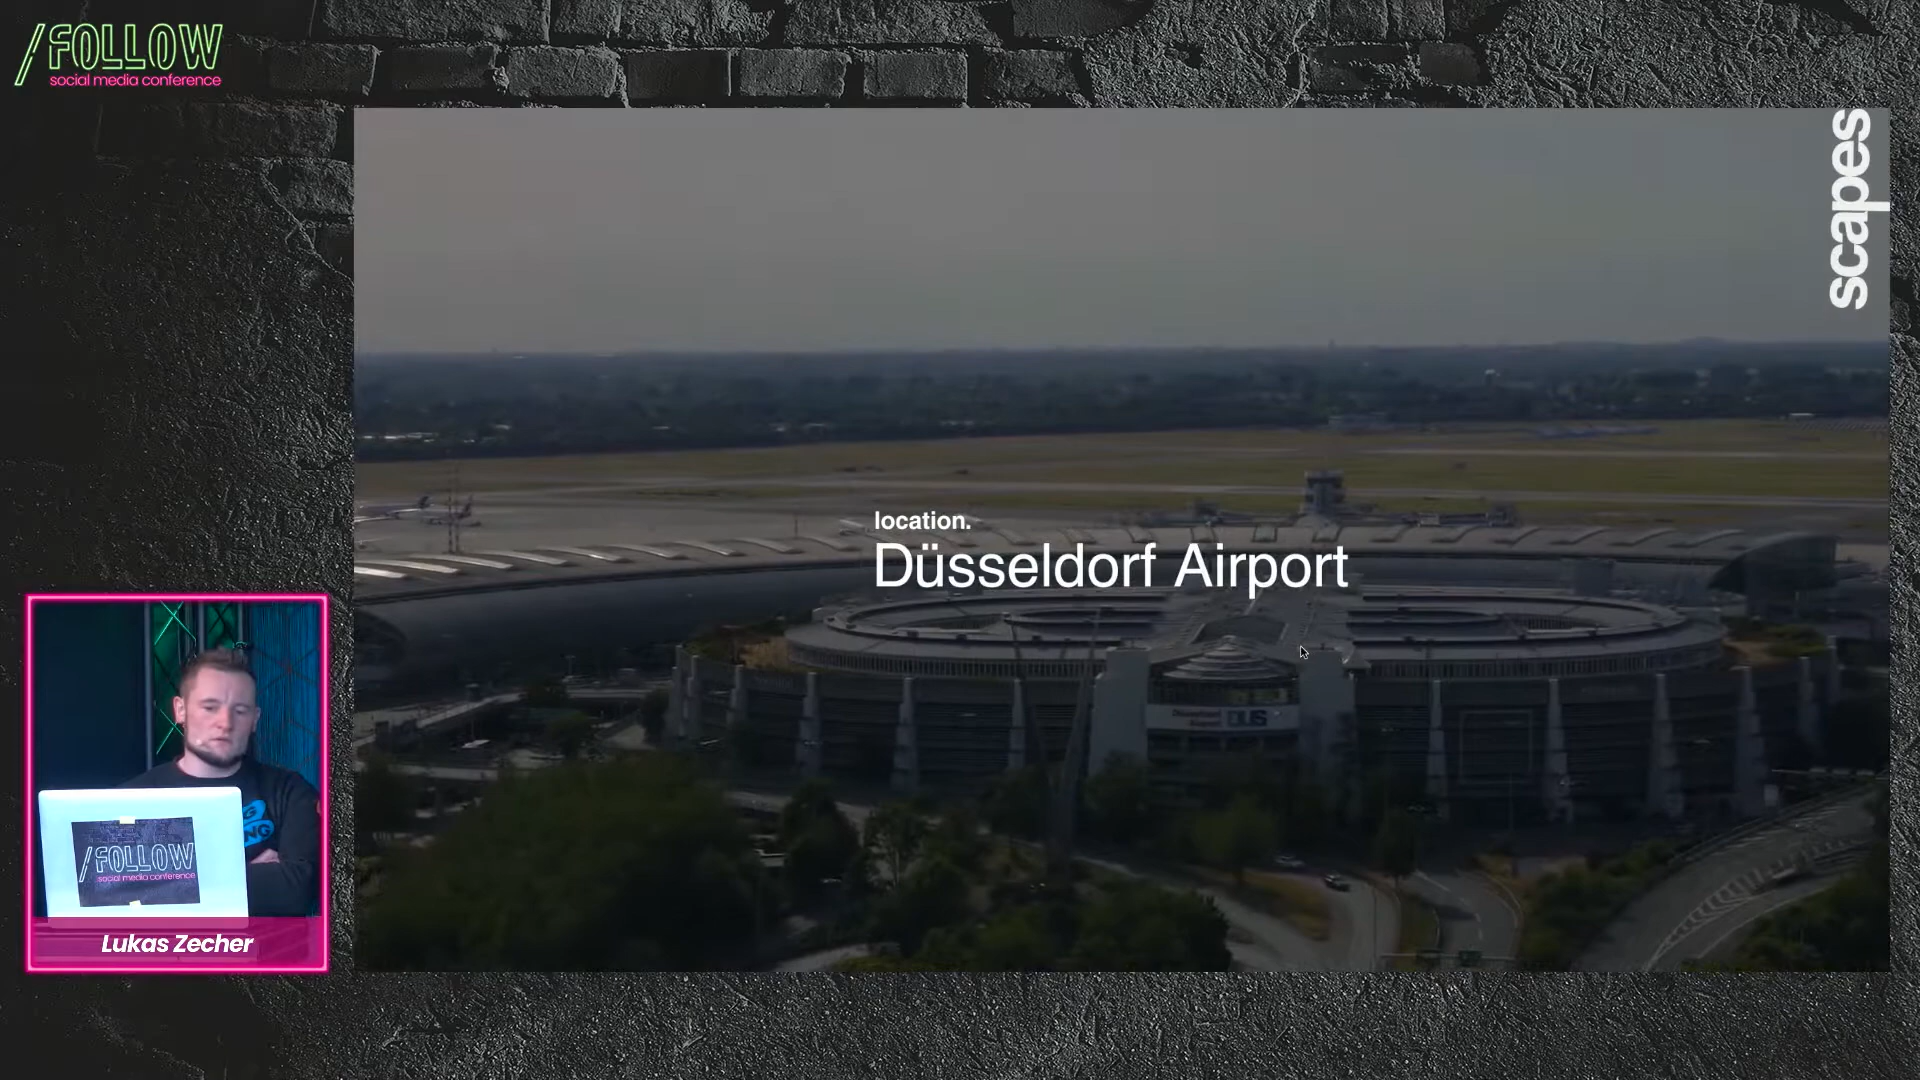 /FOLLOW
social media conference
scapes
location.
Düsseldorf Airport
DUS
/FOLLOW
social media conference
Lukas Zecher